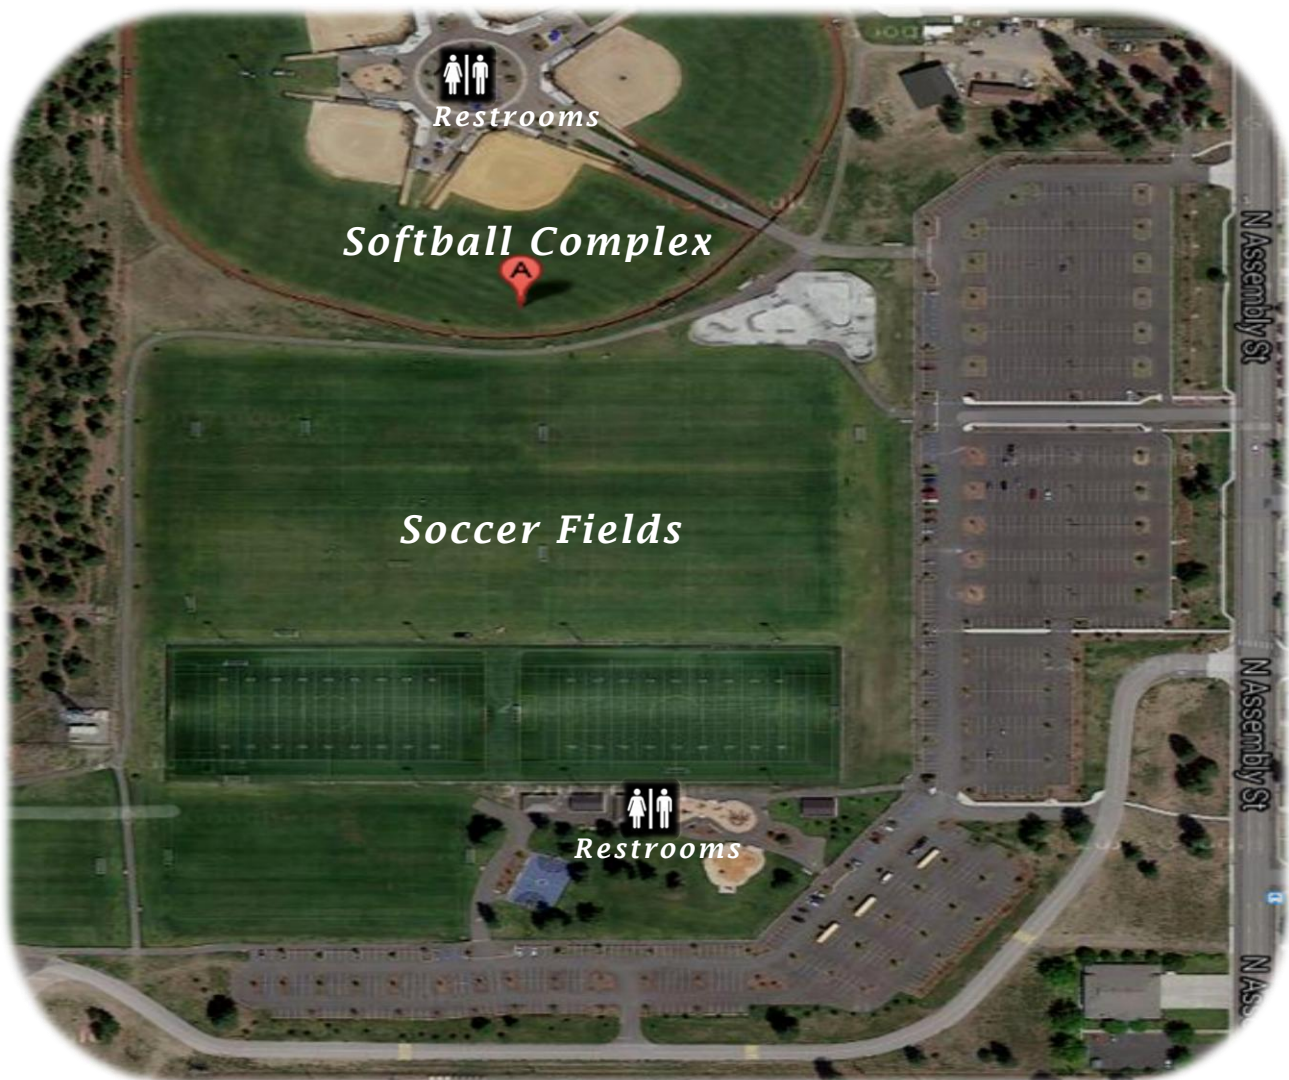 Restrooms
Softball Complex
A
N Assembly St
Soccer Fields
N Assembly St
Restrooms